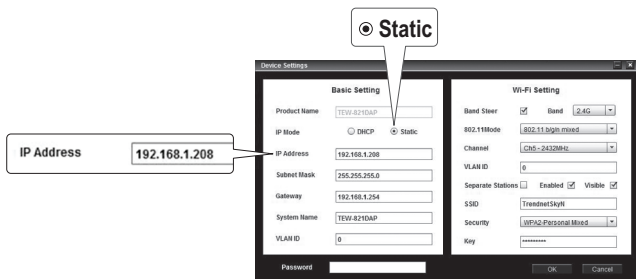 Static
Device Settings
Basic Setting
Product Name TEW-821DAP
IP Mode DHCP Static
IP Address 192.168.1.208
Subnet Mask 255.255.255.0
Gateway 192.168.1.254
System Name TEW-821DAP
VLAN ID 0
Password
IP Address 192.168.1.208
Wi-Fi Setting
Band Steer Band 2.4G
802.11Mode 802.11 b/g/n mixed
Channel Ch5 - 2432MHz
VLAN ID 0
Separate Stations Enabled Visible
SSID TrendnetSkyN
Security WPA2-Personal Mixed
Key *********
OK Cancel